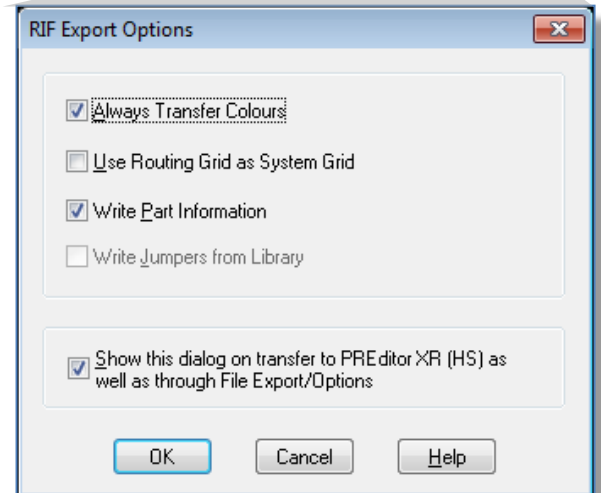 RIF Export Options
Always Transfer Colours
Use Routing Grid as System Grid
Write Part Information
Write Jumpers from Library
Show this dialog on transfer to PREditor XR (HS) as
well as through File Export/Options
OK Cancel Help